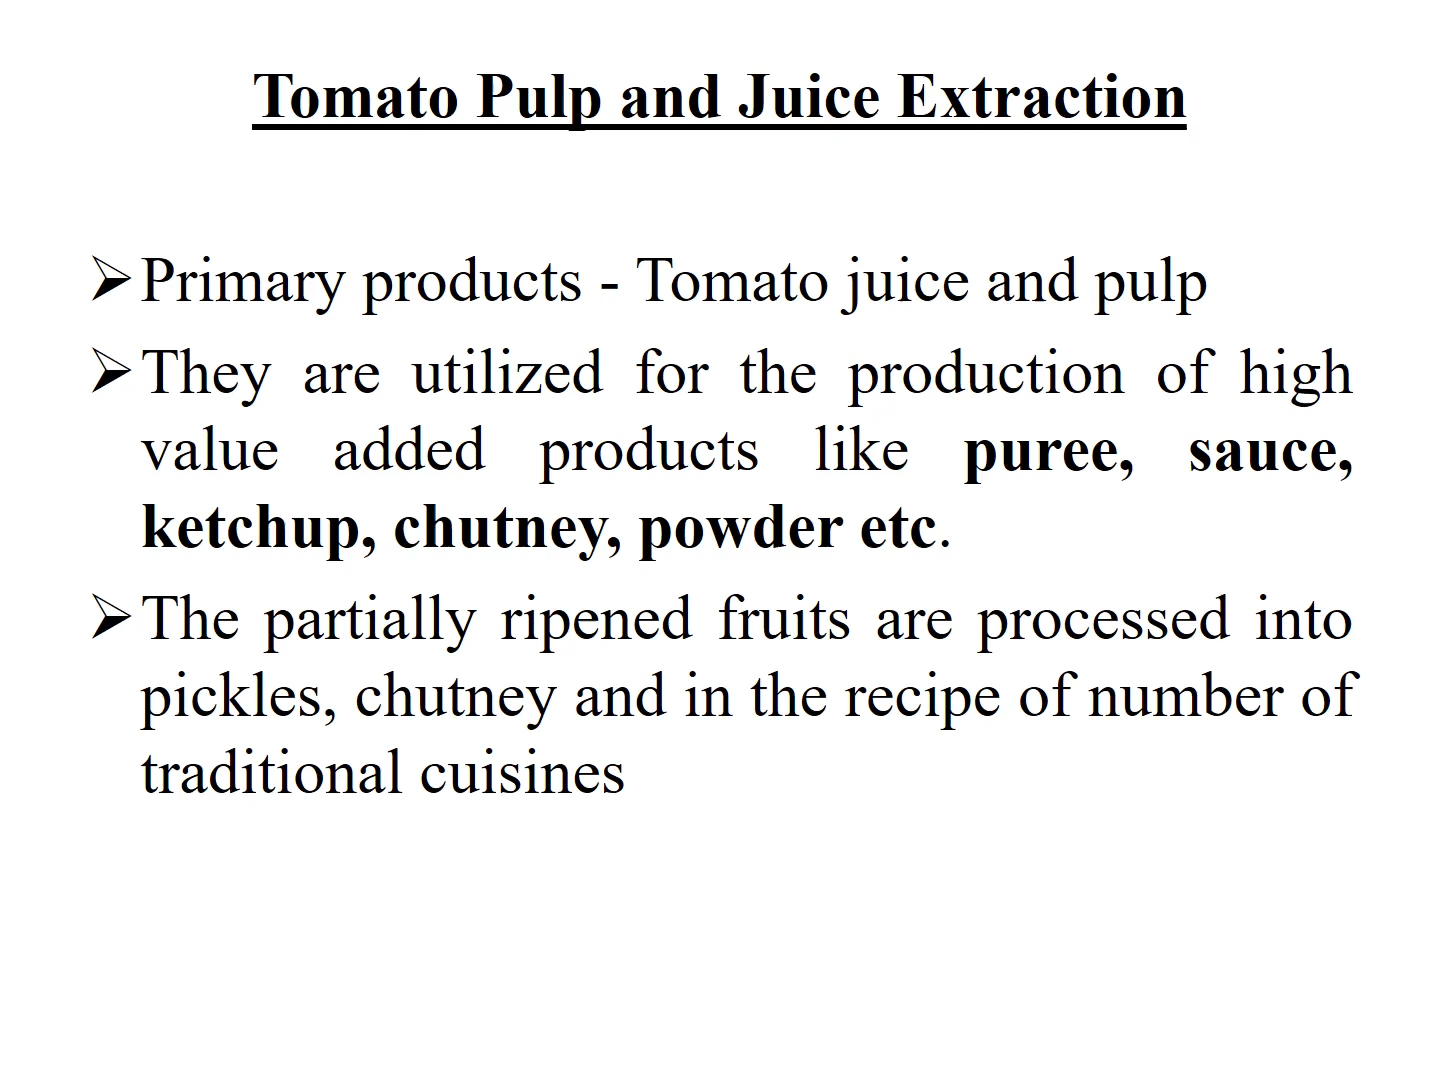 Tomato Pulp and Juice Extraction
➢Primary products - Tomato juice and pulp
➢They are utilized for the production of high
value added products like puree, sauce,
ketchup, chutney, powder etc.
➢The partially ripened fruits are processed into
pickles, chutney and in the recipe of number of
traditional cuisines